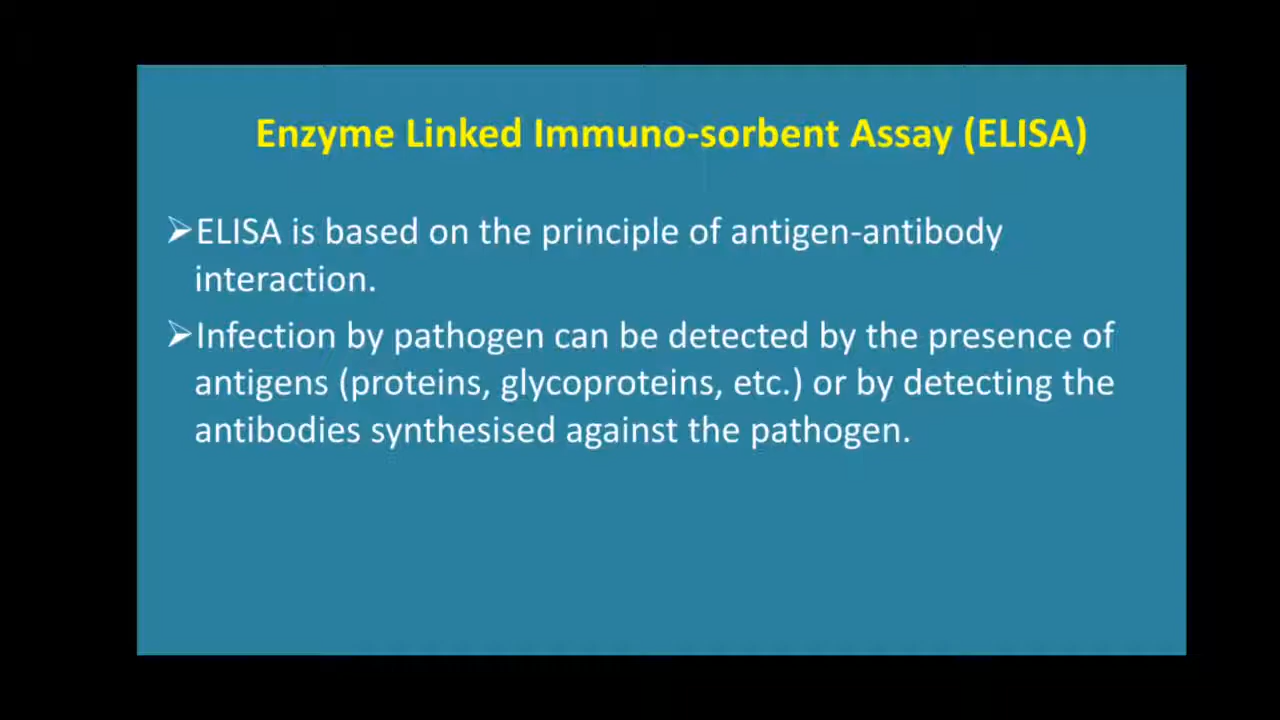 Enzyme Linked Immuno-sorbent Assay (ELISA)
➢ELISA is based on the principle of antigen-antibody
interaction.
➢Infection by pathogen can be detected by the presence of
antigens (proteins, glycoproteins, etc.) or by detecting the
antibodies synthesised against the pathogen.